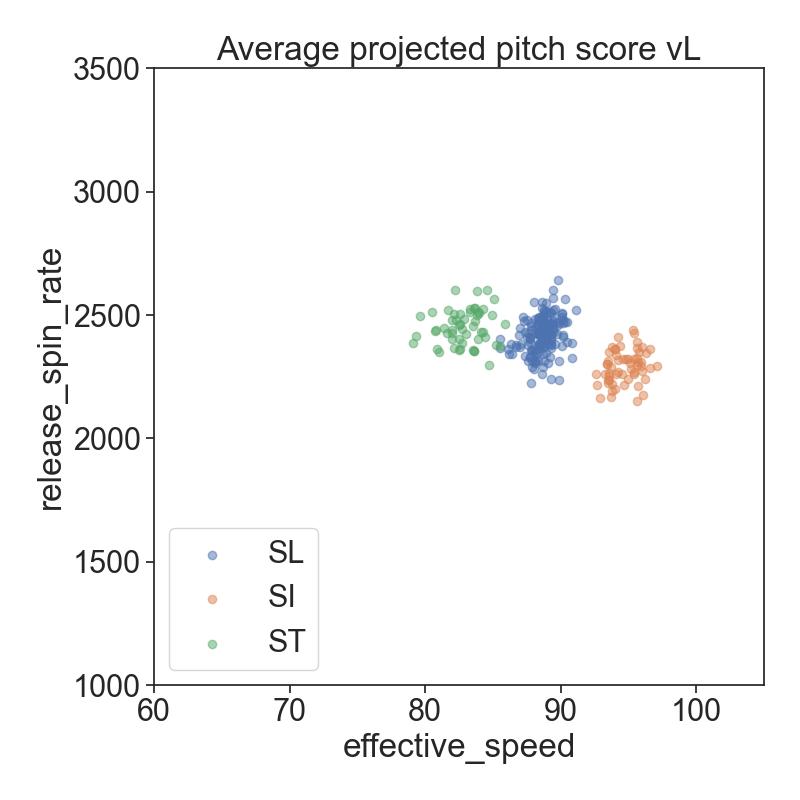 Average projected pitch score vL
3500
3000
2500
2000
1500
1000
release_spin_rate
SL
SI
ST
60
70
80
90
100
effective_speed